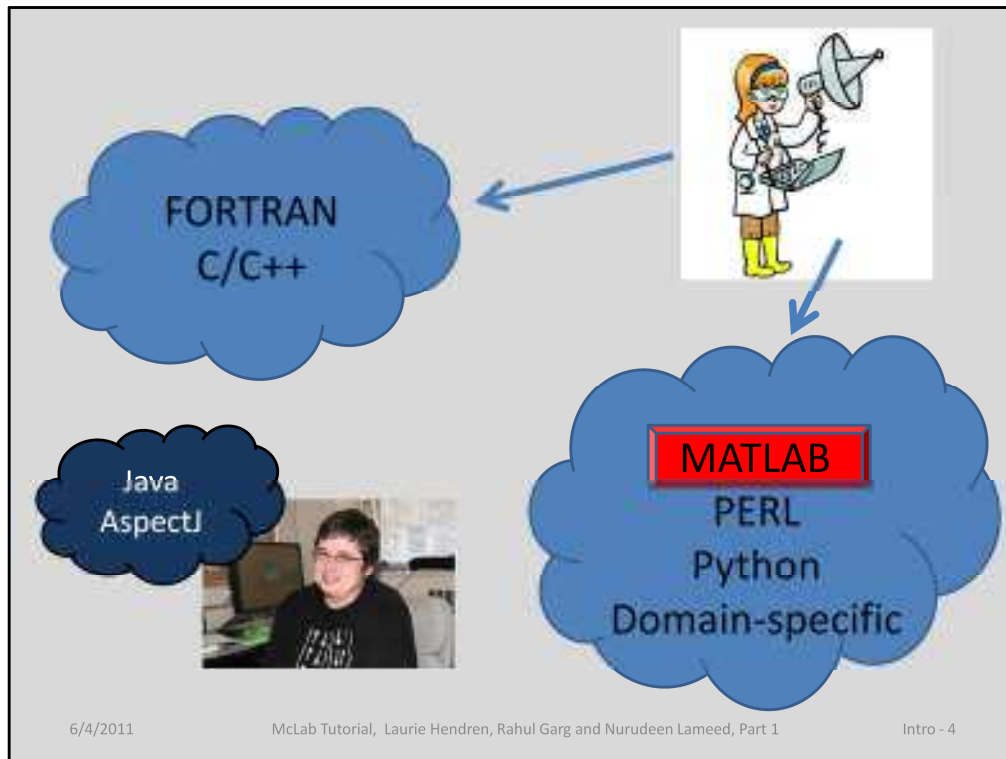 FORTRAN
C/C++
MATLAB
PERL
Python
Domain-specific
Java
AspectJ
6/4/2011
McLab Tutorial, Laurie Hendren, Rahul Garg and Nurudeen Lameed, Part 1
Intro - 4